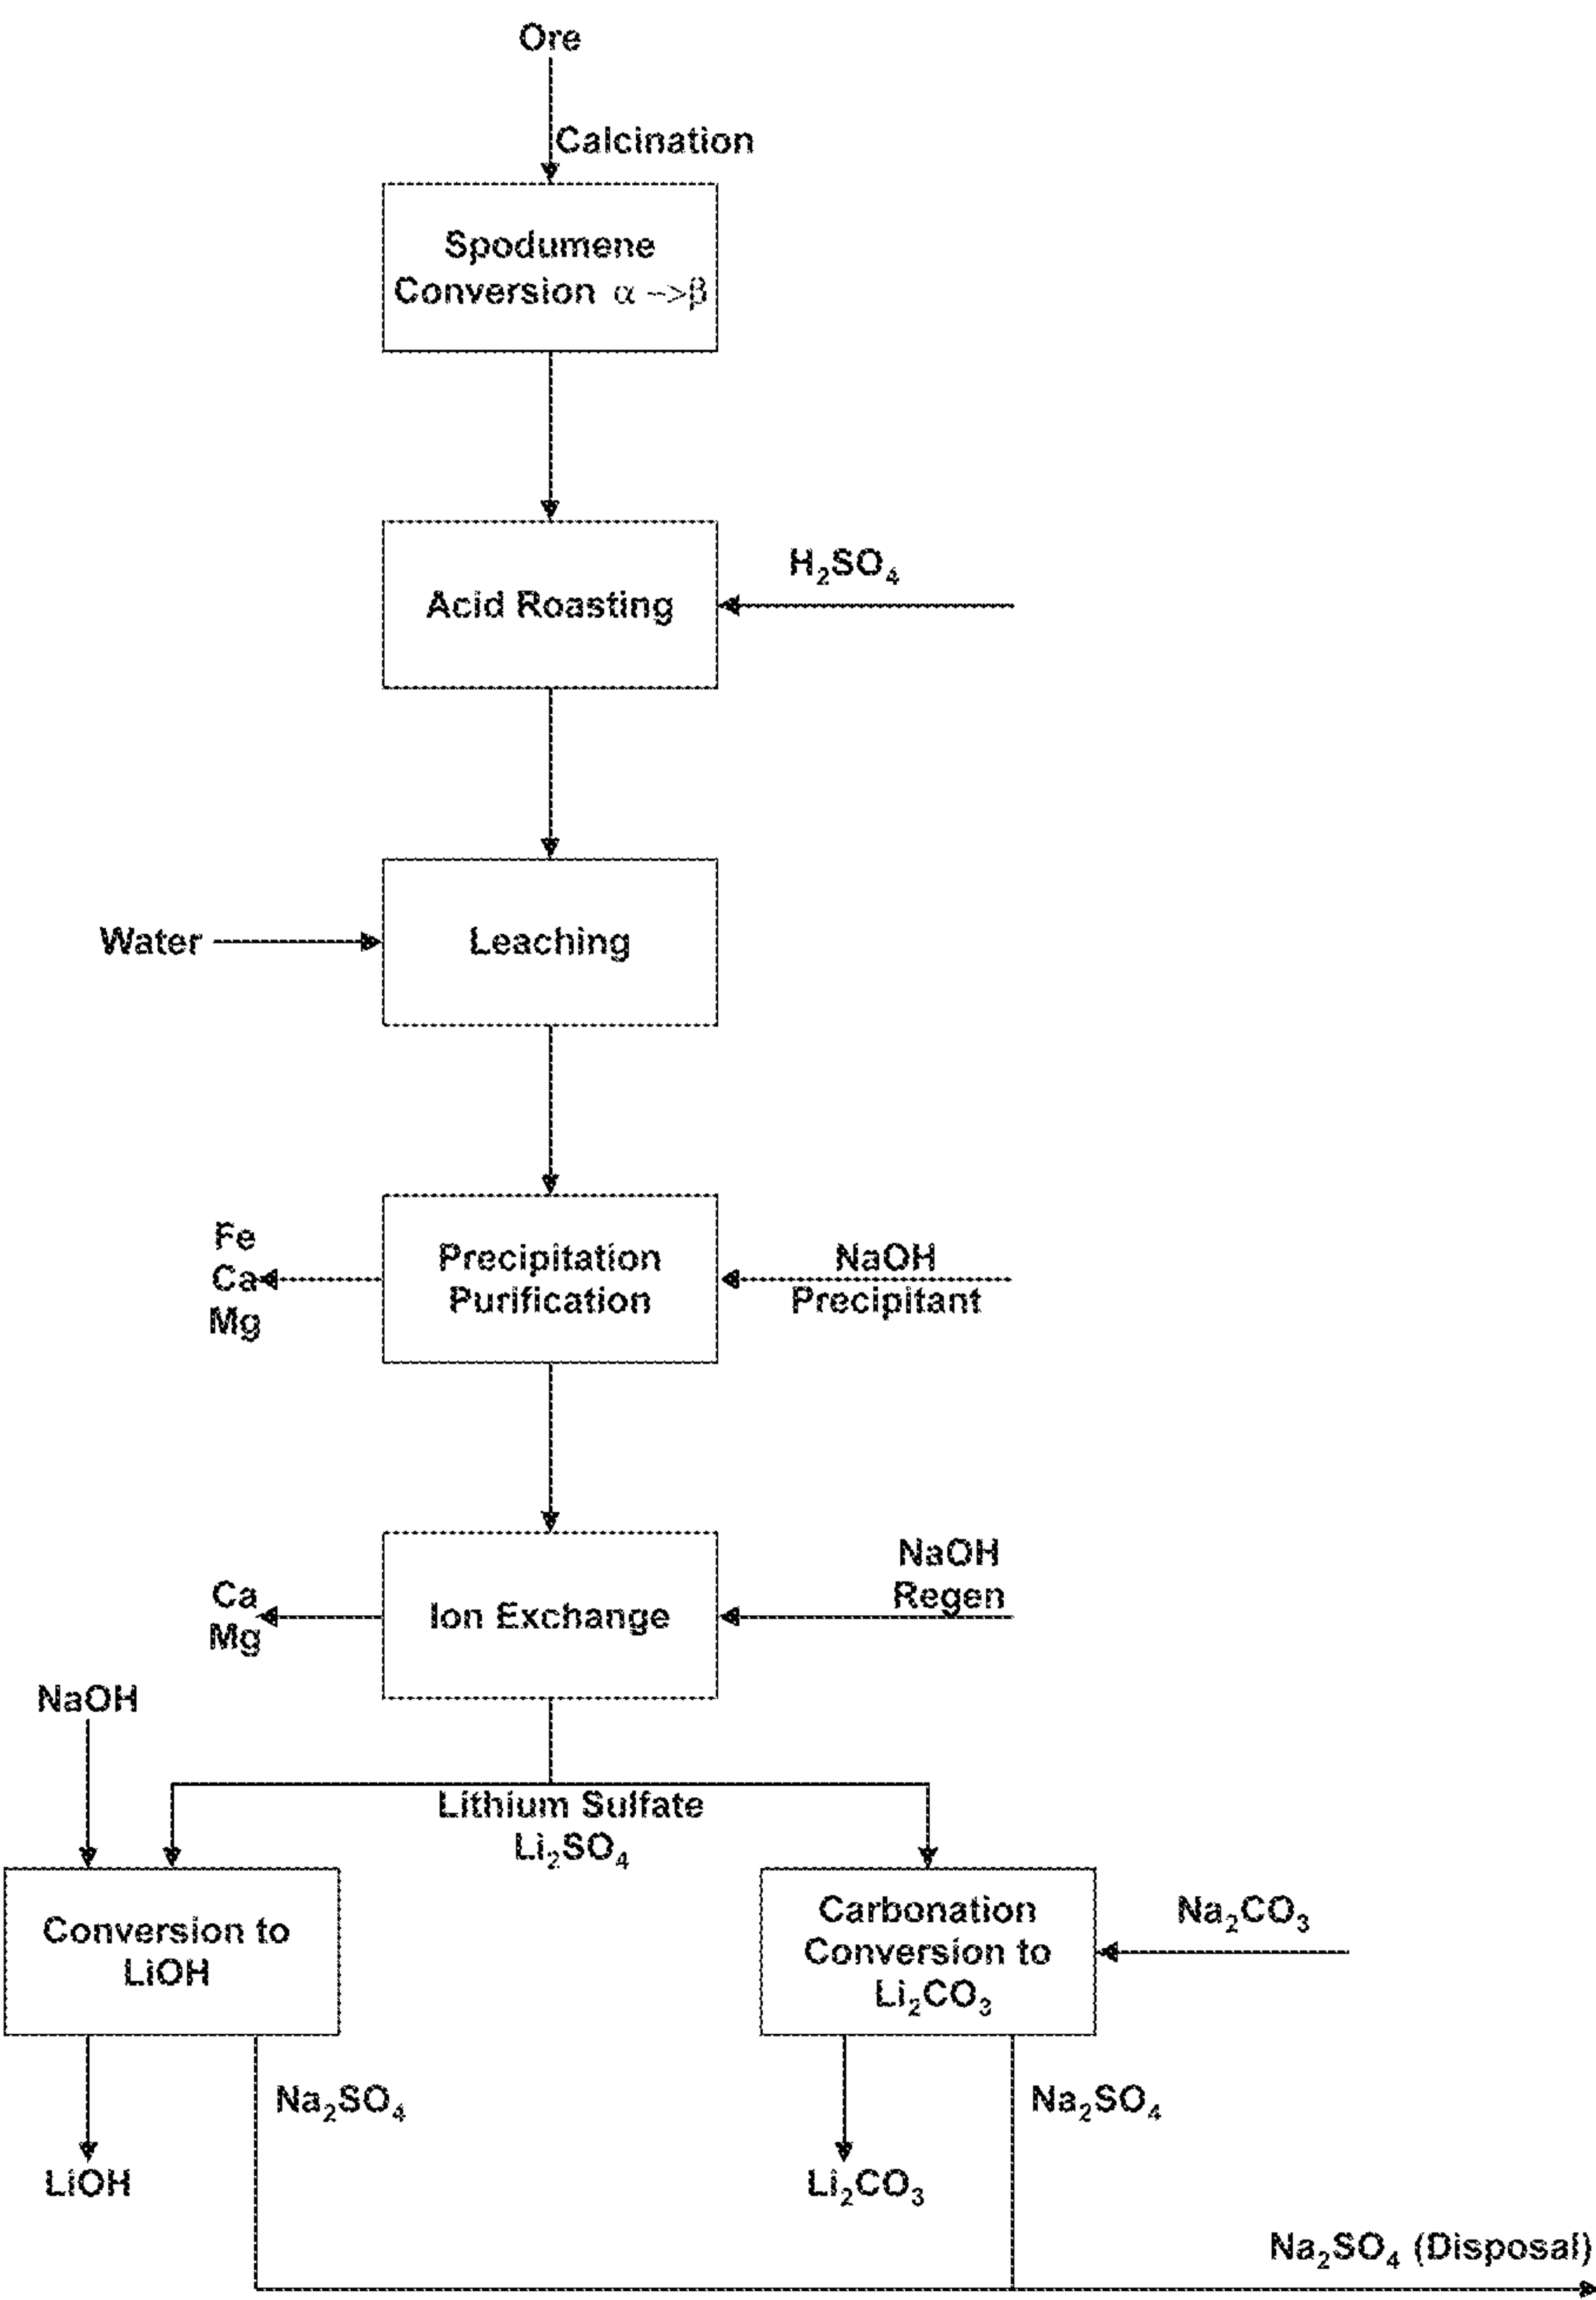 Ore
Calcination
Spodumene
Conversion α -->β
H₂SO₄
Acid Roasting
Water
Leaching
Fe
Ca
Mg
Precipitation
Purification
NaOH
Precipitant
Ca
Mg
Ion Exchange
NaOH
Regen
NaOH
Lithium Sulfate
Li₂SO₄
Conversion to
LiOH
Carbonation
Conversion to
Li₂CO₃
Na₂CO₃
Na₂SO₄
Na₂SO₄
LiOH
Li₂CO₃
Na₂SO₄ (Disposal)